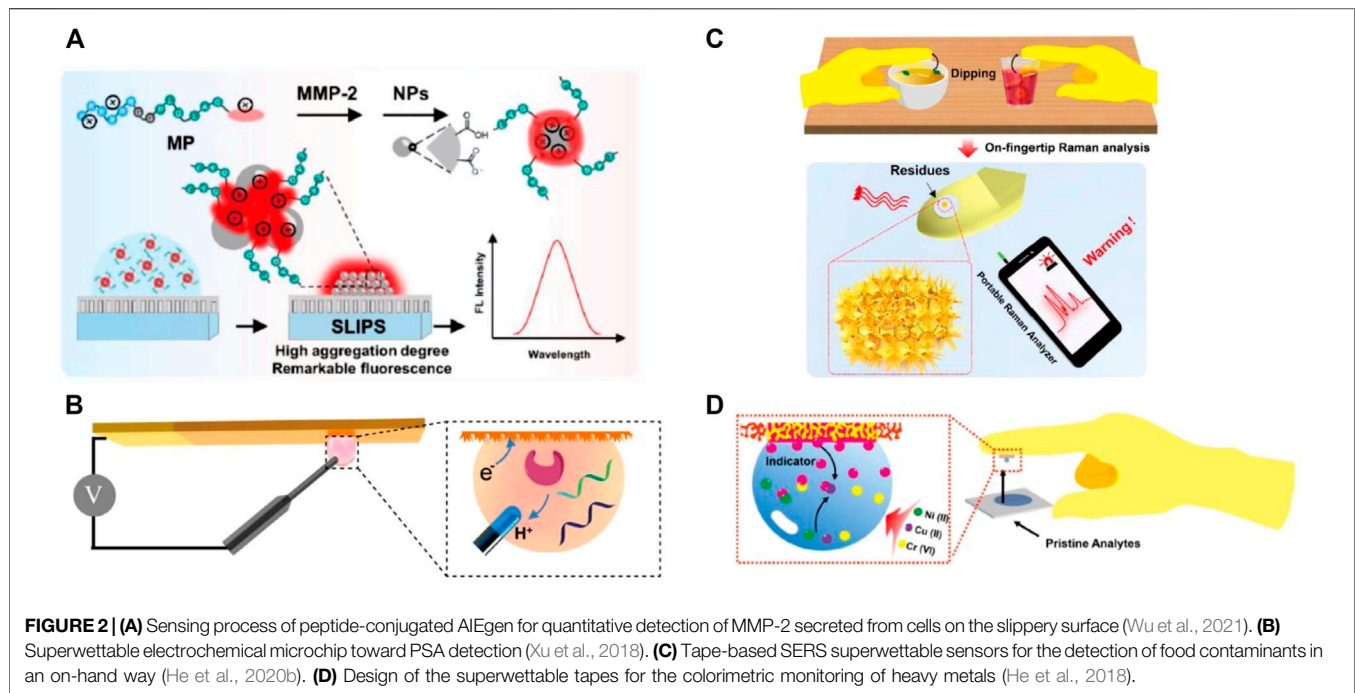 A
MMP-2
NPs
OH
O-
MP
SLIPS
High aggregation degree
Remarkable fluorescence
FL Intensity
Wavelength
B
V
e-
H+
C
Dipping
On-fingertip Raman analysis
Residues
Warning!
Portable Raman Analyzer
D
Indicator
Ni (II)
Cu (II)
Cr (VI)
Pristine Analytes
FIGURE 2 | (A) Sensing process of peptide-conjugated AIEgen for quantitative detection of MMP-2 secreted from cells on the slippery surface (Wu et al., 2021). (B)
Superwettable electrochemical microchip toward PSA detection (Xu et al., 2018). (C) Tape-based SERS superwettable sensors for the detection of food contaminants in
an on-hand way (He et al., 2020b). (D) Design of the superwettable tapes for the colorimetric monitoring of heavy metals (He et al., 2018).